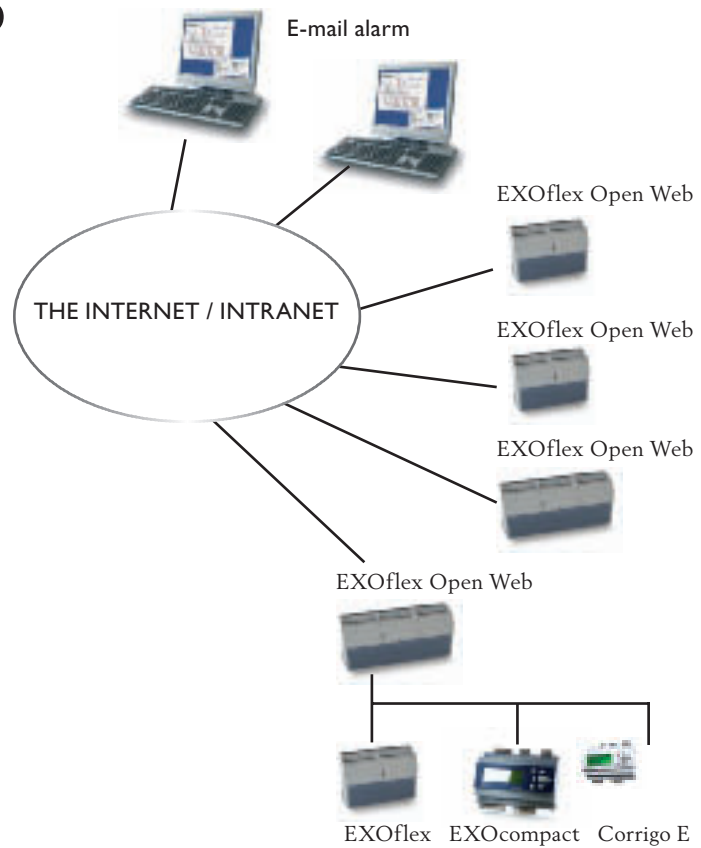 E-mail alarm
EXOflex Open Web
THE INTERNET / INTRANET
EXOflex Open Web
EXOflex Open Web
EXOflex Open Web
EXOflex EXOcompact Corrigo E